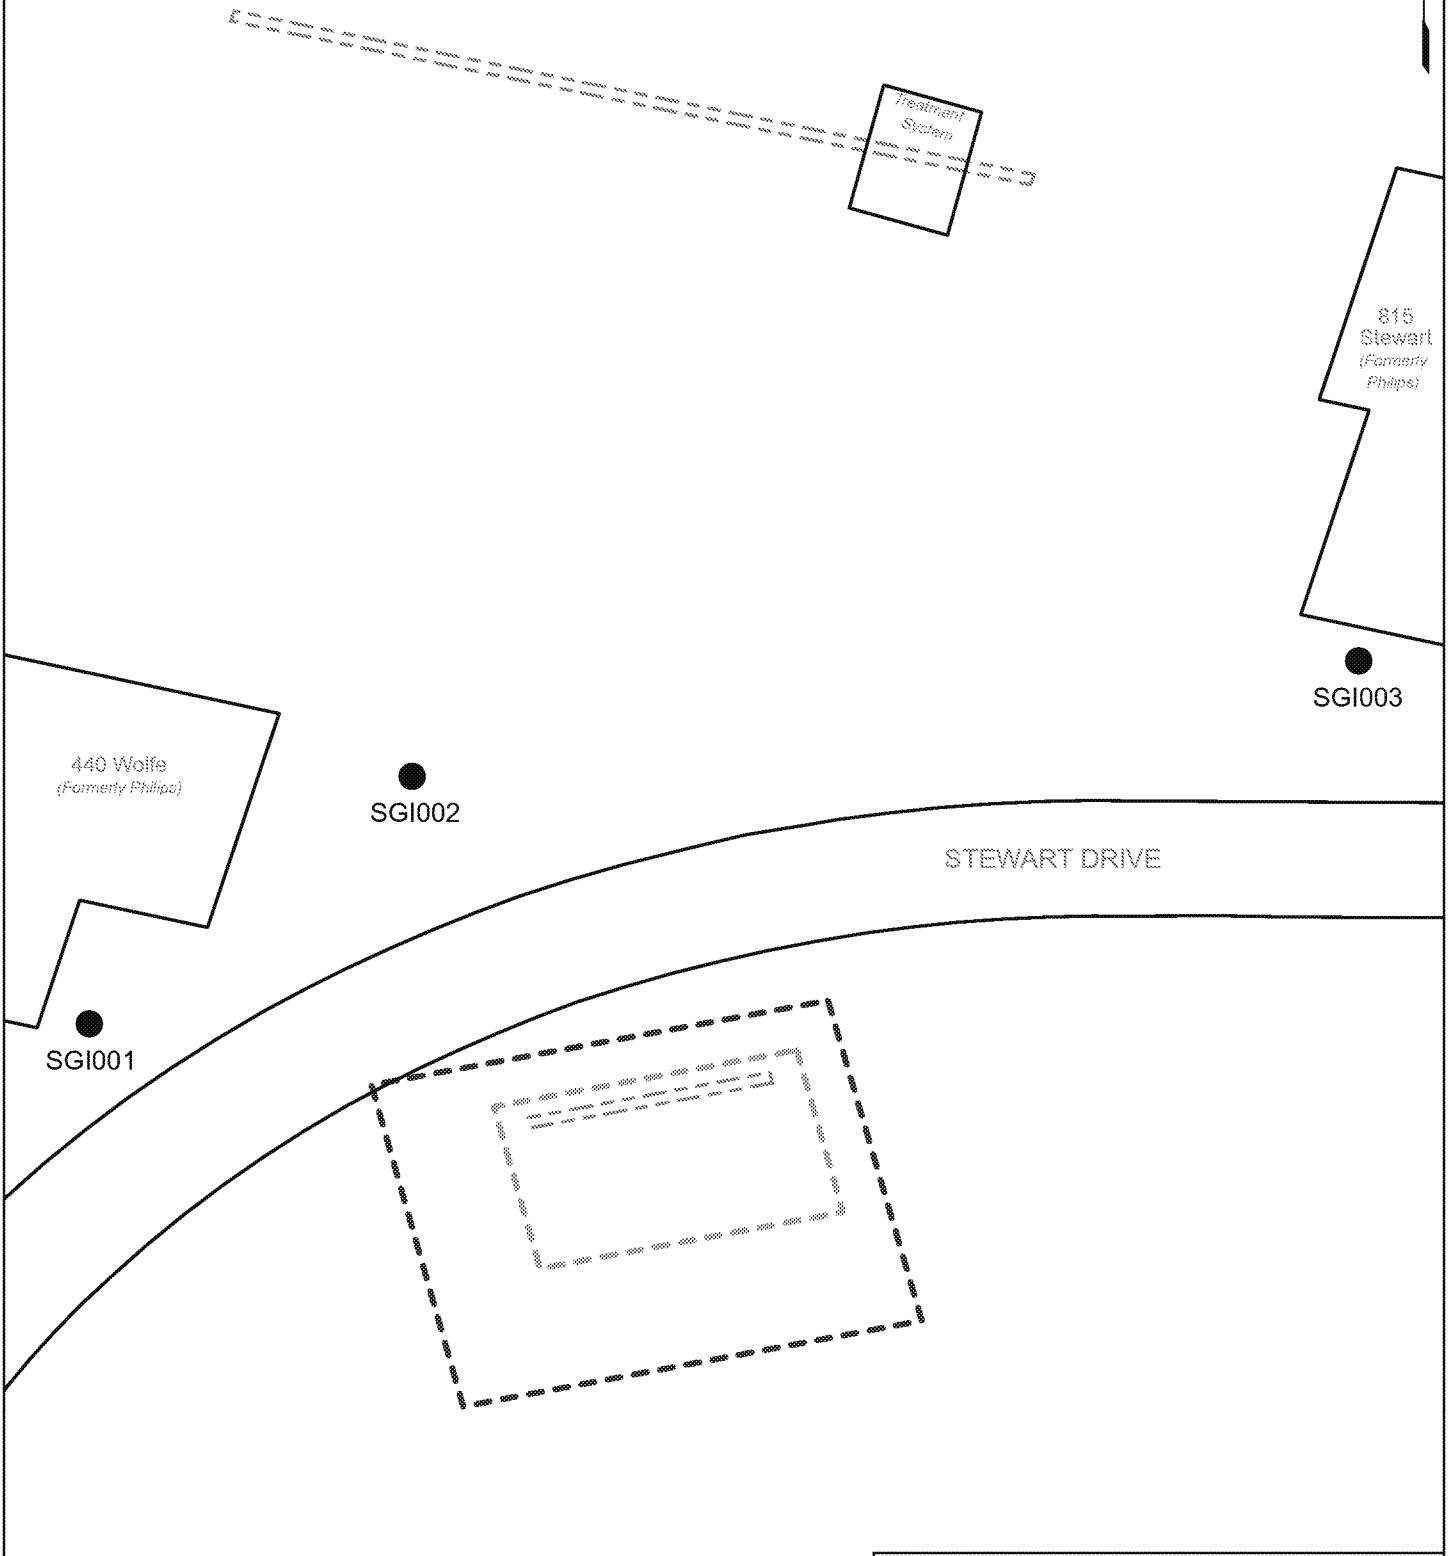 Treatment
System
815
Stewart
(Formerly
Philips)
SGI003
440 Wolfe
(Formerly Philips)
SGI002
STEWART DRIVE
SGI001